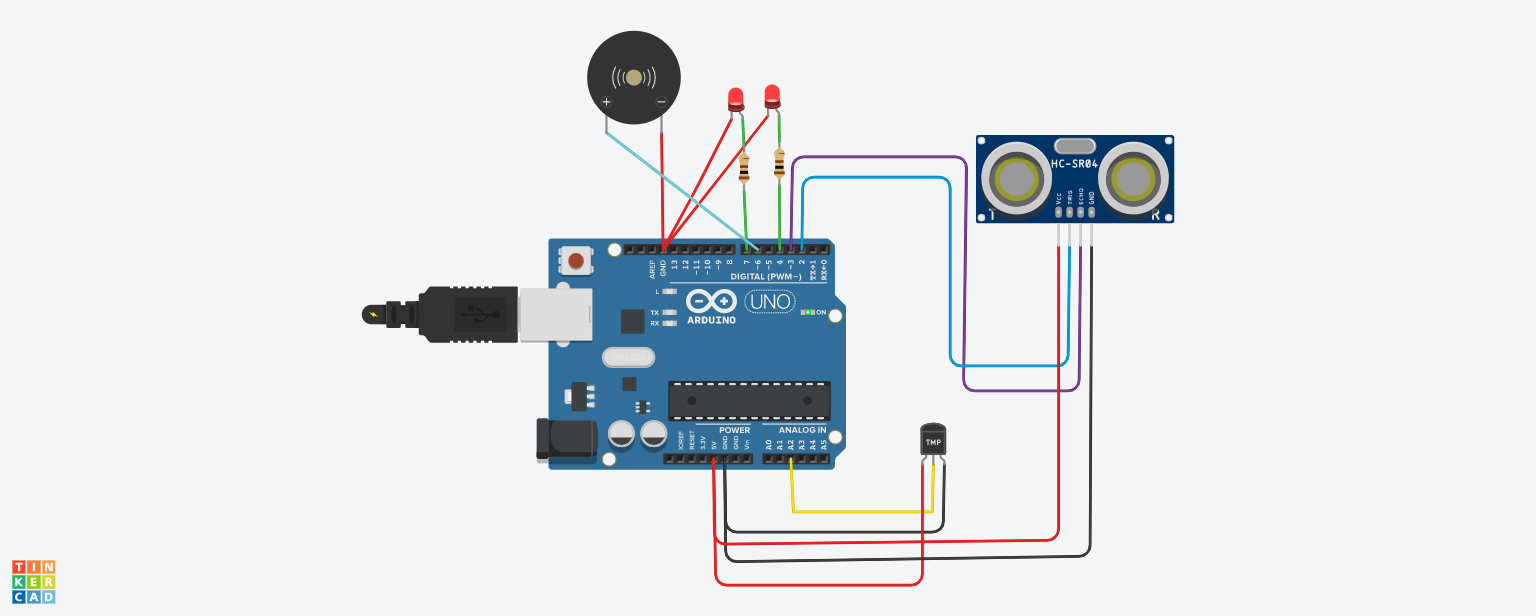 + −
HC-SR04
VCC
TRIG
ECHO
GND
T
R
AREF
GND
13
12
~11
~10
~9
8
7
~6
~5
4
~3
2
TX→1
RX←0
DIGITAL (PWM~)
L
TX
RX
UNO
ARDUINO
ON
POWER
ANALOG IN
IOREF
RESET
3.3V
5V
GND
GND
Vin
A0
A1
A2
A3
A4
A5
TMP
TIN
KER
CAD